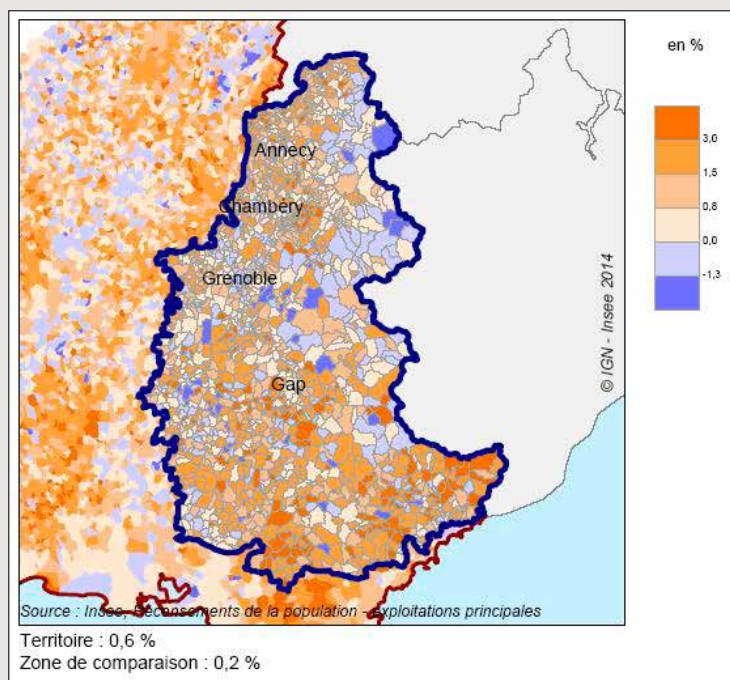 en %
3,0
1,5
0,8
0,0
-1,3
Annecy
Chambéry
Grenoble
Gap
© IGN - Insee 2014
Source : Insee, Recensements de la population - exploitations principales
Territoire : 0,6 %
Zone de comparaison : 0,2 %